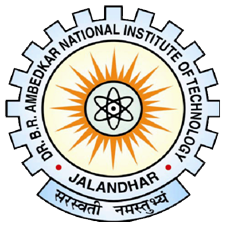 DR. B.R. AMBEDKAR NATIONAL INSTITUTE OF TECHNOLOGY
JALANDHAR
सरस्वती नमस्तुभ्यं